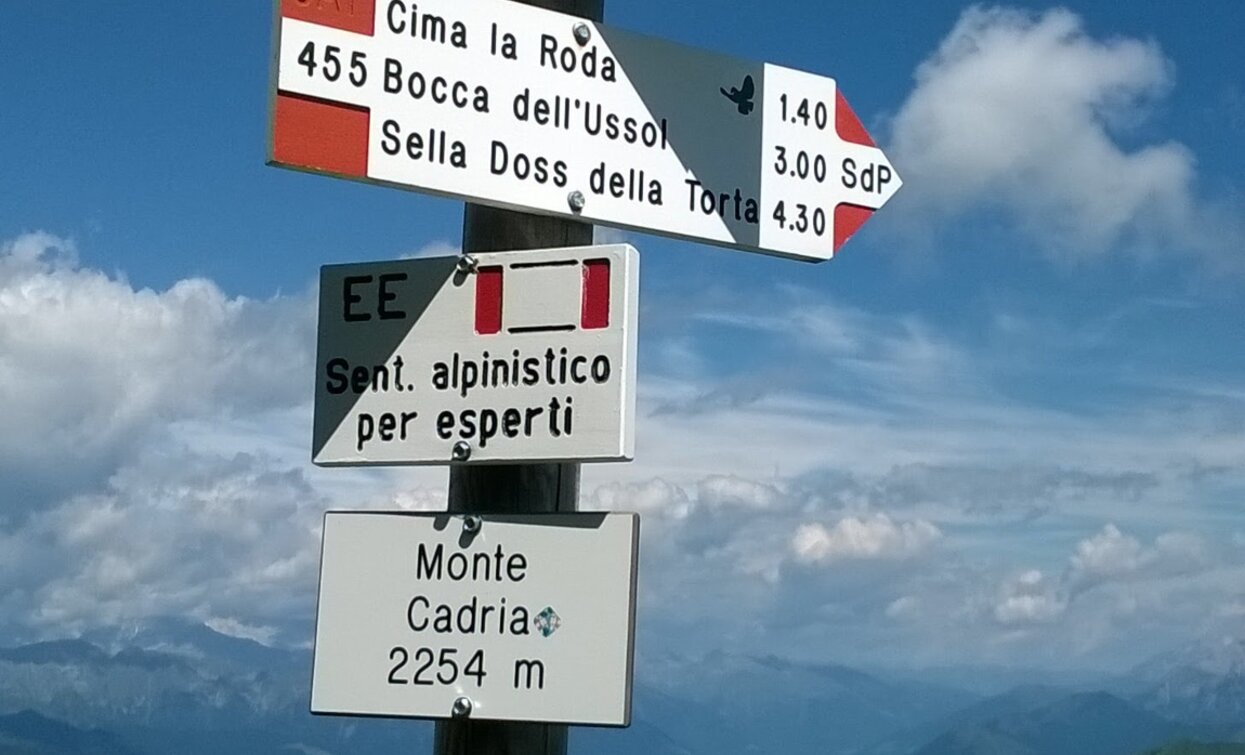 Cima la Roda 1.40
455 Bocca dell'Ussol 3.00 SdP
Sella Doss della Torta 4.30
EE
Sent. alpinistico
per esperti
Monte
Cadria
2254 m